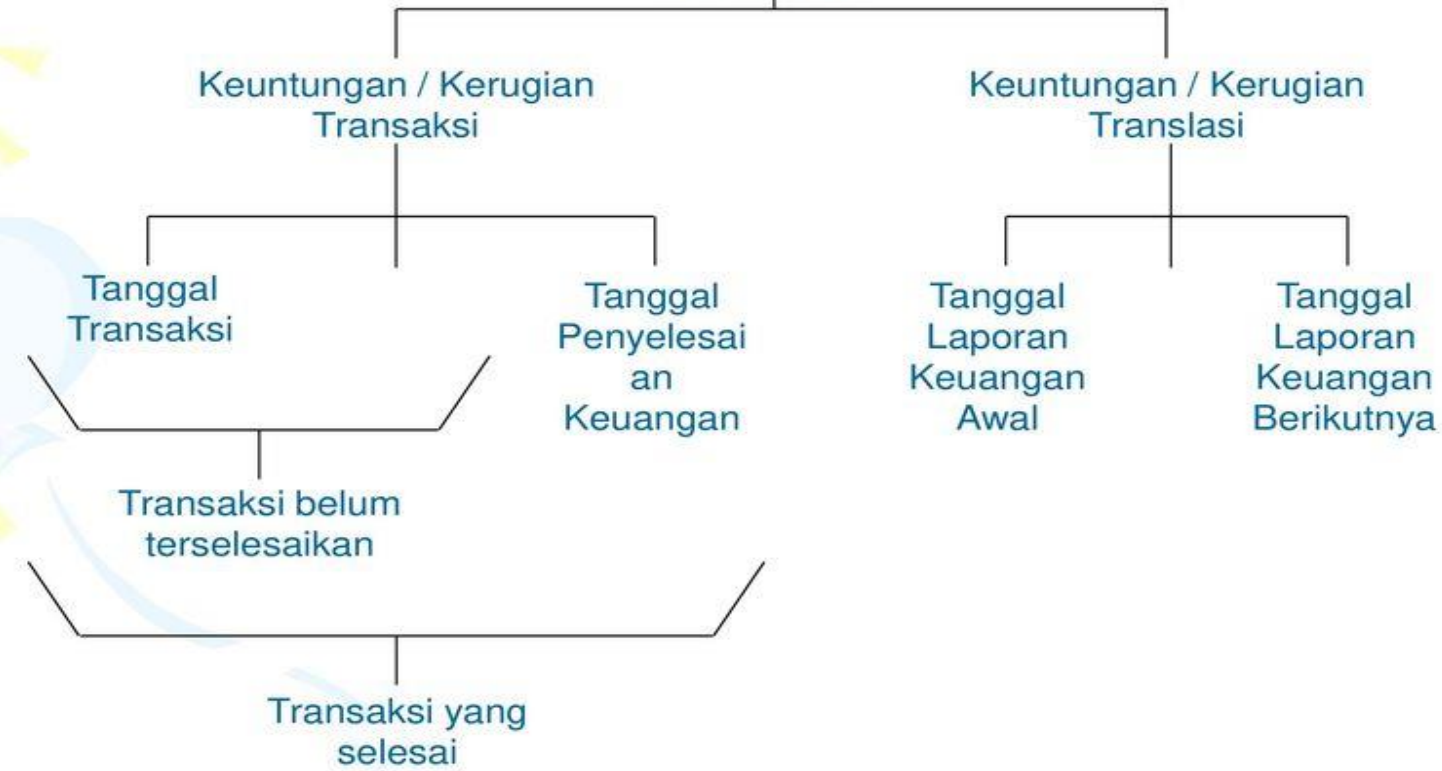 Keuntungan / Kerugian
Transaksi
Keuntungan / Kerugian
Translasi
Tanggal
Transaksi
Tanggal
Penyelesai
an
Keuangan
Tanggal
Laporan
Keuangan
Awal
Tanggal
Laporan
Keuangan
Berikutnya
Transaksi belum
terselesaikan
Transaksi yang
selesai